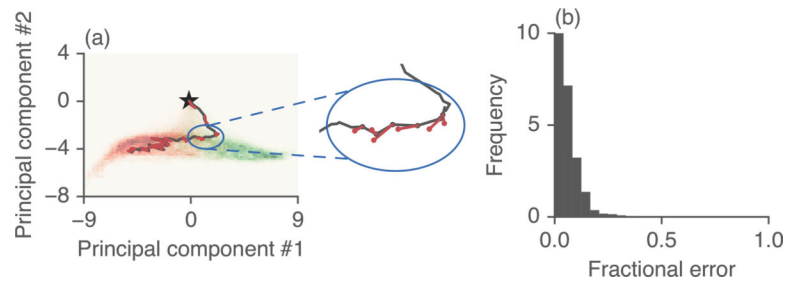 (a)
Principal component #2
4
0
−4
−8
−9
0
9
Principal component #1
(b)
Frequency
10
5
0
0.0
0.5
1.0
Fractional error